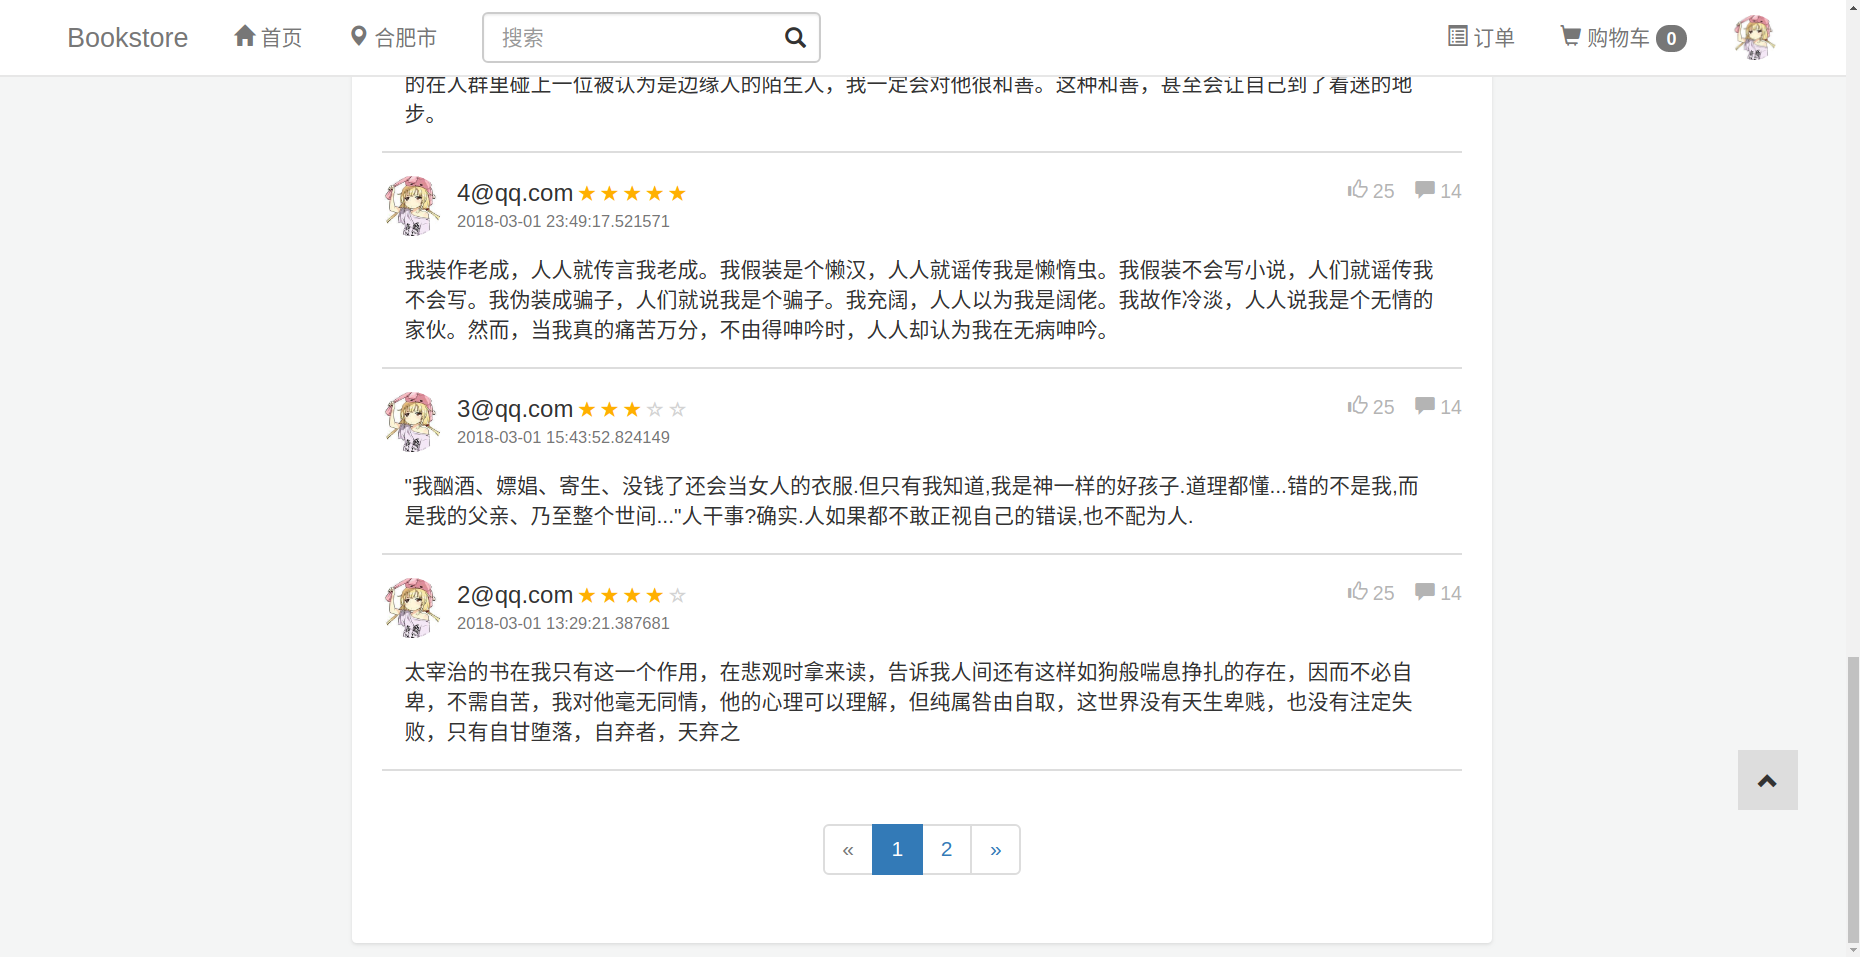 Bookstore 首页 合肥市 搜索 订单 购物车 0
的在人群里碰上一位被认为是边缘人的陌生人，我一定会对他很和善。这种和善，甚至会让自己到了着迷的地
步。
4@qq.com ★ ★ ★ ★ ★ 25 14
2018-03-01 23:49:17.521571
我装作老成，人人就传言我老成。我假装是个懒汉，人人就谣传我是懒惰虫。我假装不会写小说，人们就谣传我
不会写。我伪装成骗子，人们就说我是个骗子。我充阔，人人以为我是阔佬。我故作冷淡，人人说我是个无情的
家伙。然而，当我真的痛苦万分，不由得呻吟时，人人却认为我在无病呻吟。
3@qq.com ★ ★ ★ ☆ ☆ 25 14
2018-03-01 15:43:52.824149
"我酗酒、嫖娼、寄生、没钱了还会当女人的衣服.但只有我知道,我是神一样的好孩子.道理都懂...错的不是我,而
是我的父亲、乃至整个世间..."人干事?确实.人如果都不敢正视自己的错误,也不配为人.
2@qq.com ★ ★ ★ ★ ☆ 25 14
2018-03-01 13:29:21.387681
太宰治的书在我只有这一个作用，在悲观时拿来读，告诉我人间还有这样如狗般喘息挣扎的存在，因而不必自
卑，不需自苦，我对他毫无同情，他的心理可以理解，但纯属咎由自取，这世界没有天生卑贱，也没有注定失
败，只有自甘堕落，自弃者，天弃之
« 1 2 »